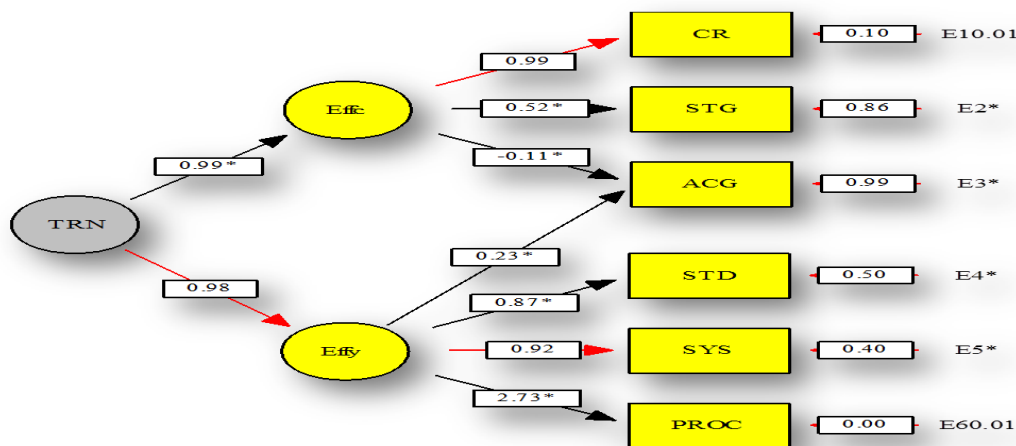 CR 0.10 E10.01
0.99
Effc
0.52* STG 0.86 E2*
-0.11*
0.99*
ACG 0.99 E3*
TRN
0.23*
STD 0.50 E4*
0.98
0.87*
Effy 0.92 SYS 0.40 E5*
2.73*
PROC 0.00 E60.01